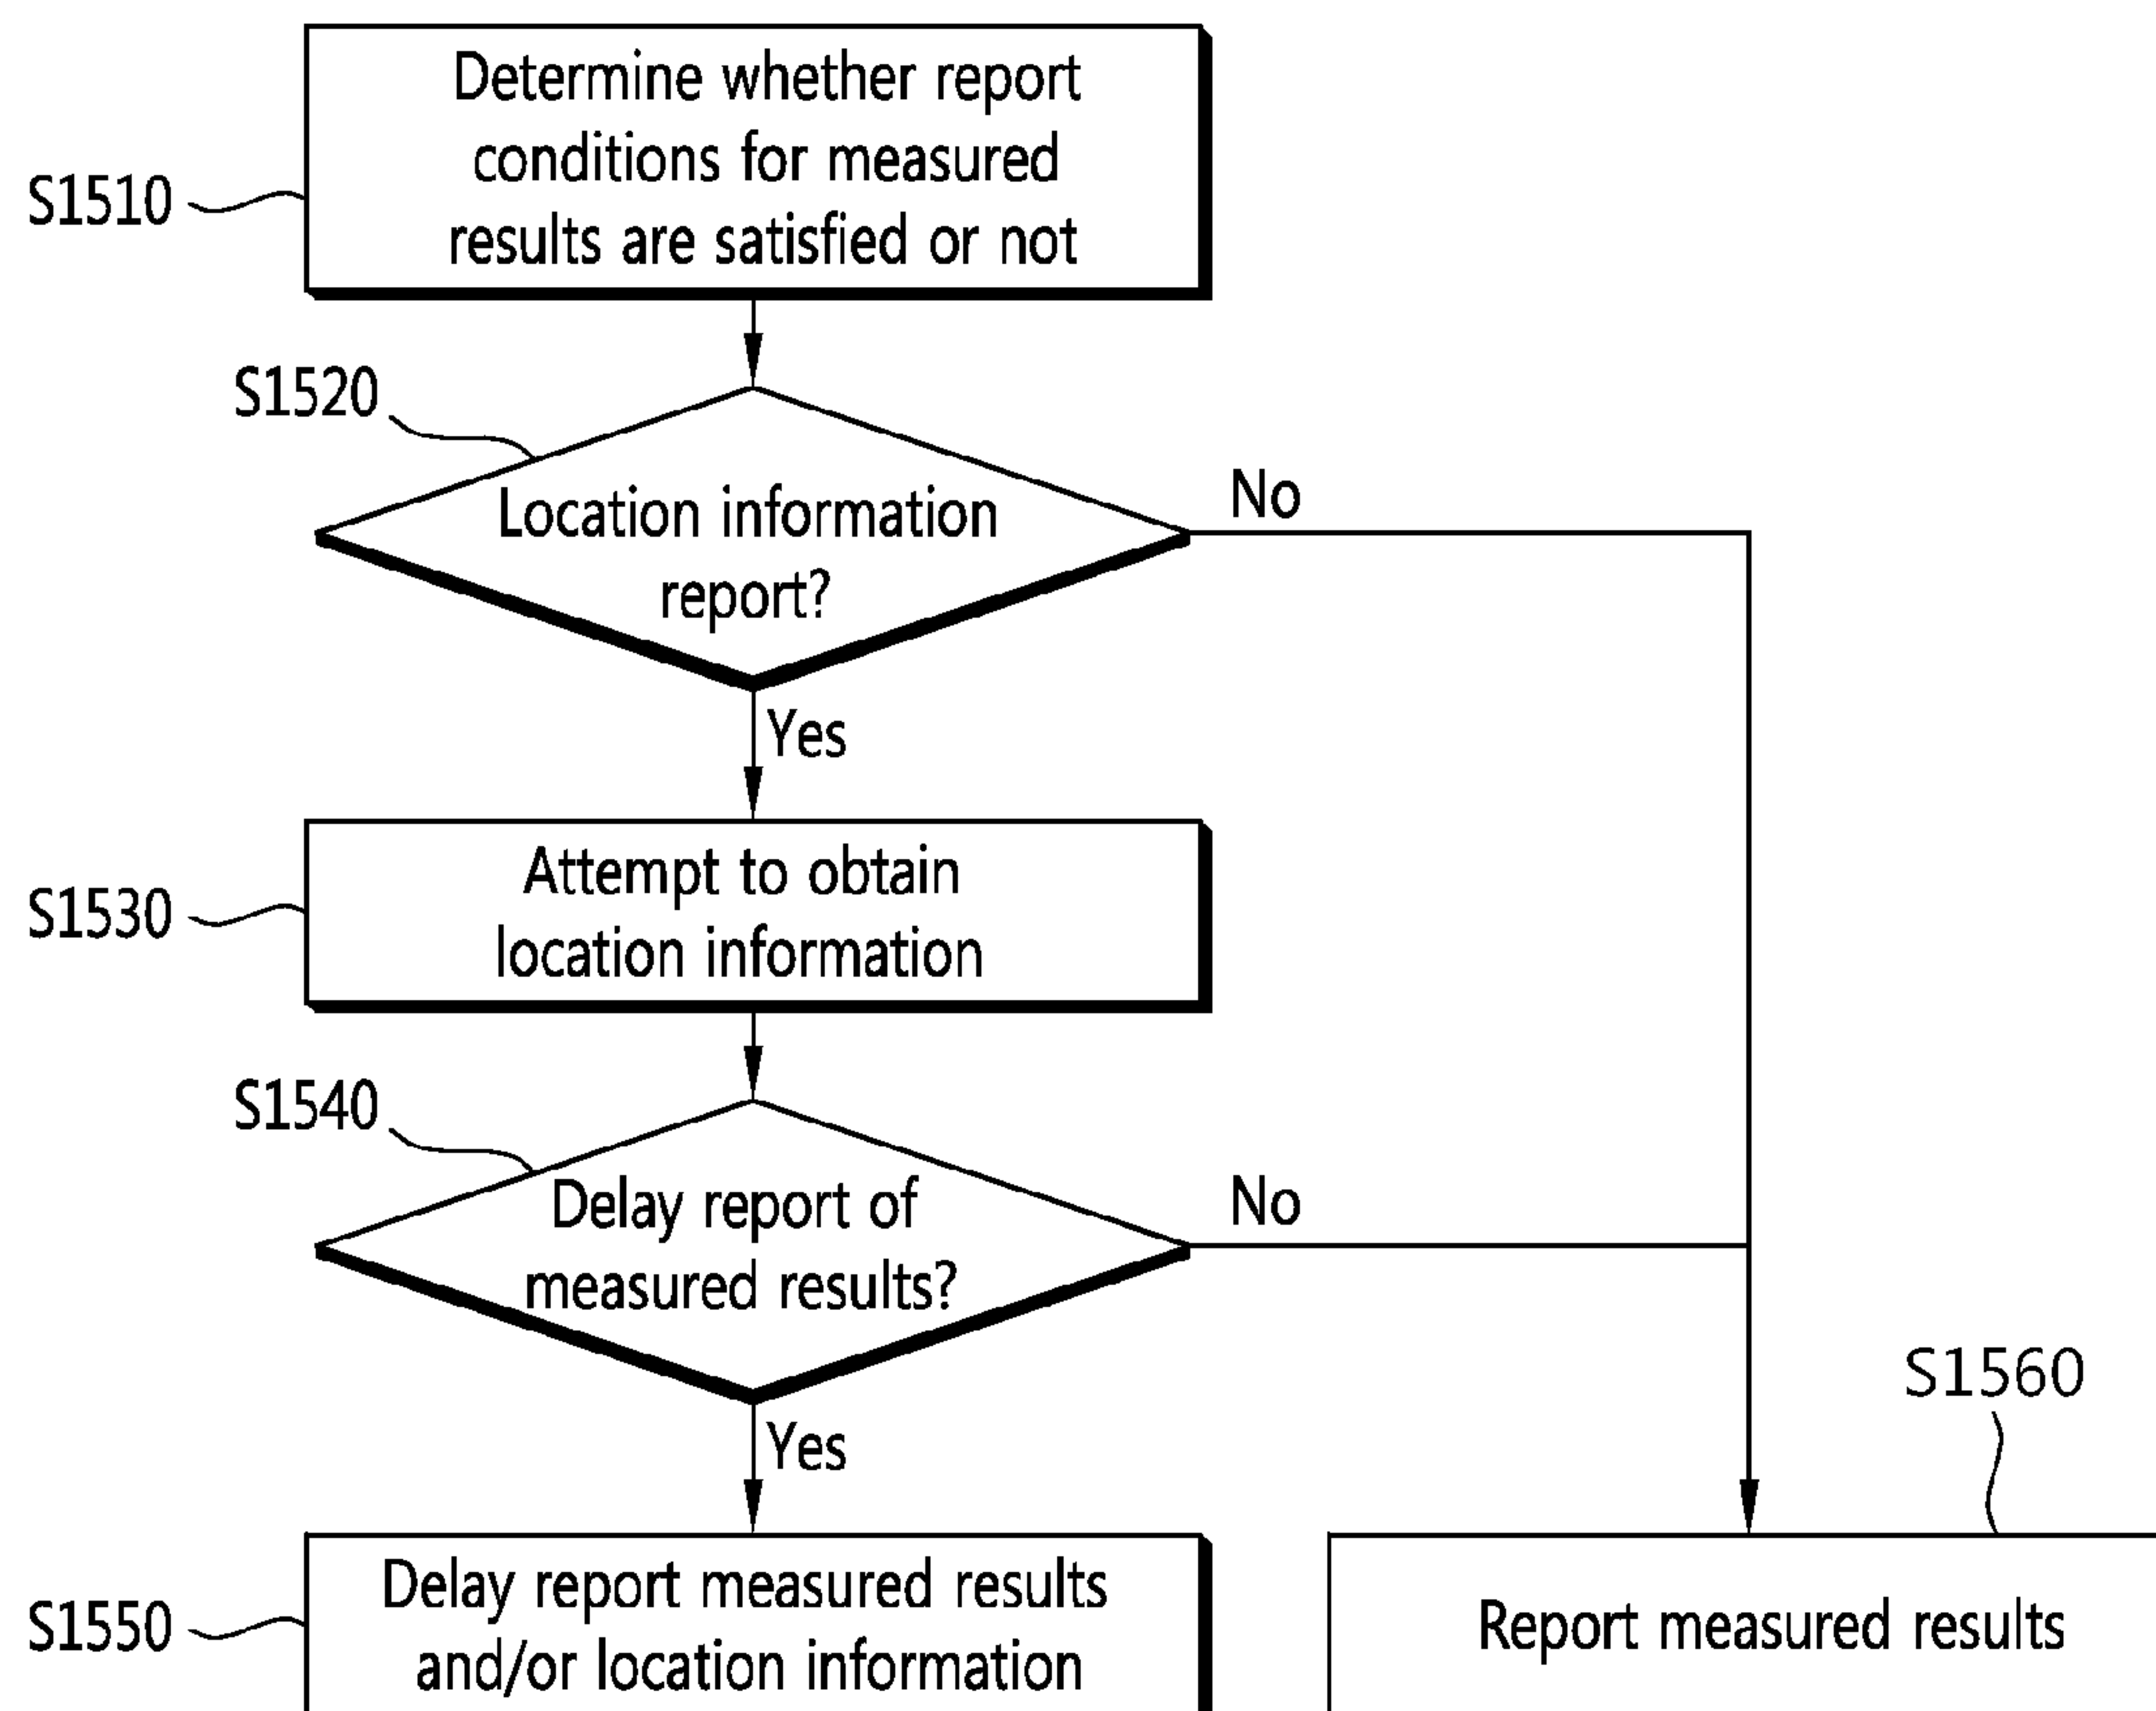 Determine whether report
conditions for measured
results are satisfied or not
S1510
S1520
Location information
report?
No
Yes
Attempt to obtain
location information
S1530
S1540
Delay report of
measured results?
No
Yes
S1560
Delay report measured results
and/or location information
S1550
Report measured results